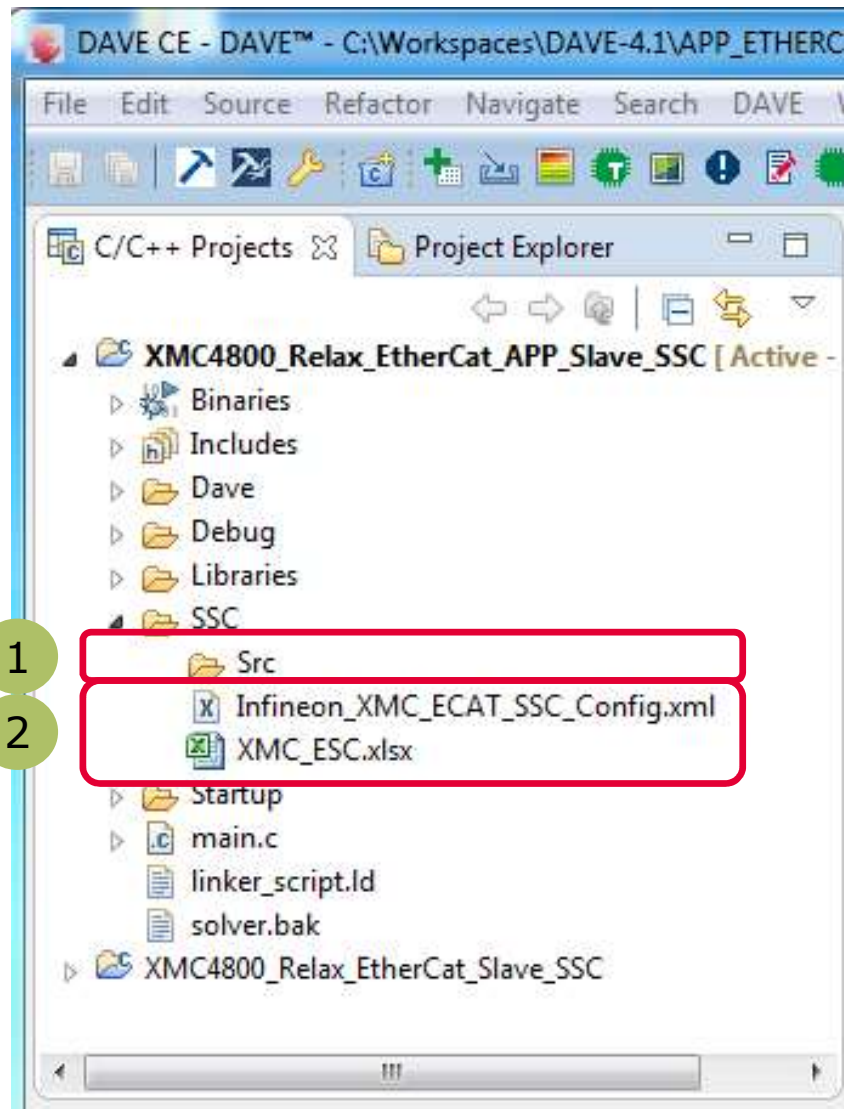 DAVE CE - DAVE™ - C:\Workspaces\DAVE-4.1\APP_ETHERC
File Edit Source Refactor Navigate Search DAVE
C/C++ Projects Project Explorer
XMC4800_Relax_EtherCat_APP_Slave_SSC [ Active -
Binaries
Includes
Dave
Debug
Libraries
SSC
1 Src
Infineon_XMC_ECAT_SSC_Config.xml
2 XMC_ESC.xlsx
Startup
main.c
linker_script.ld
solver.bak
XMC4800_Relax_EtherCat_Slave_SSC